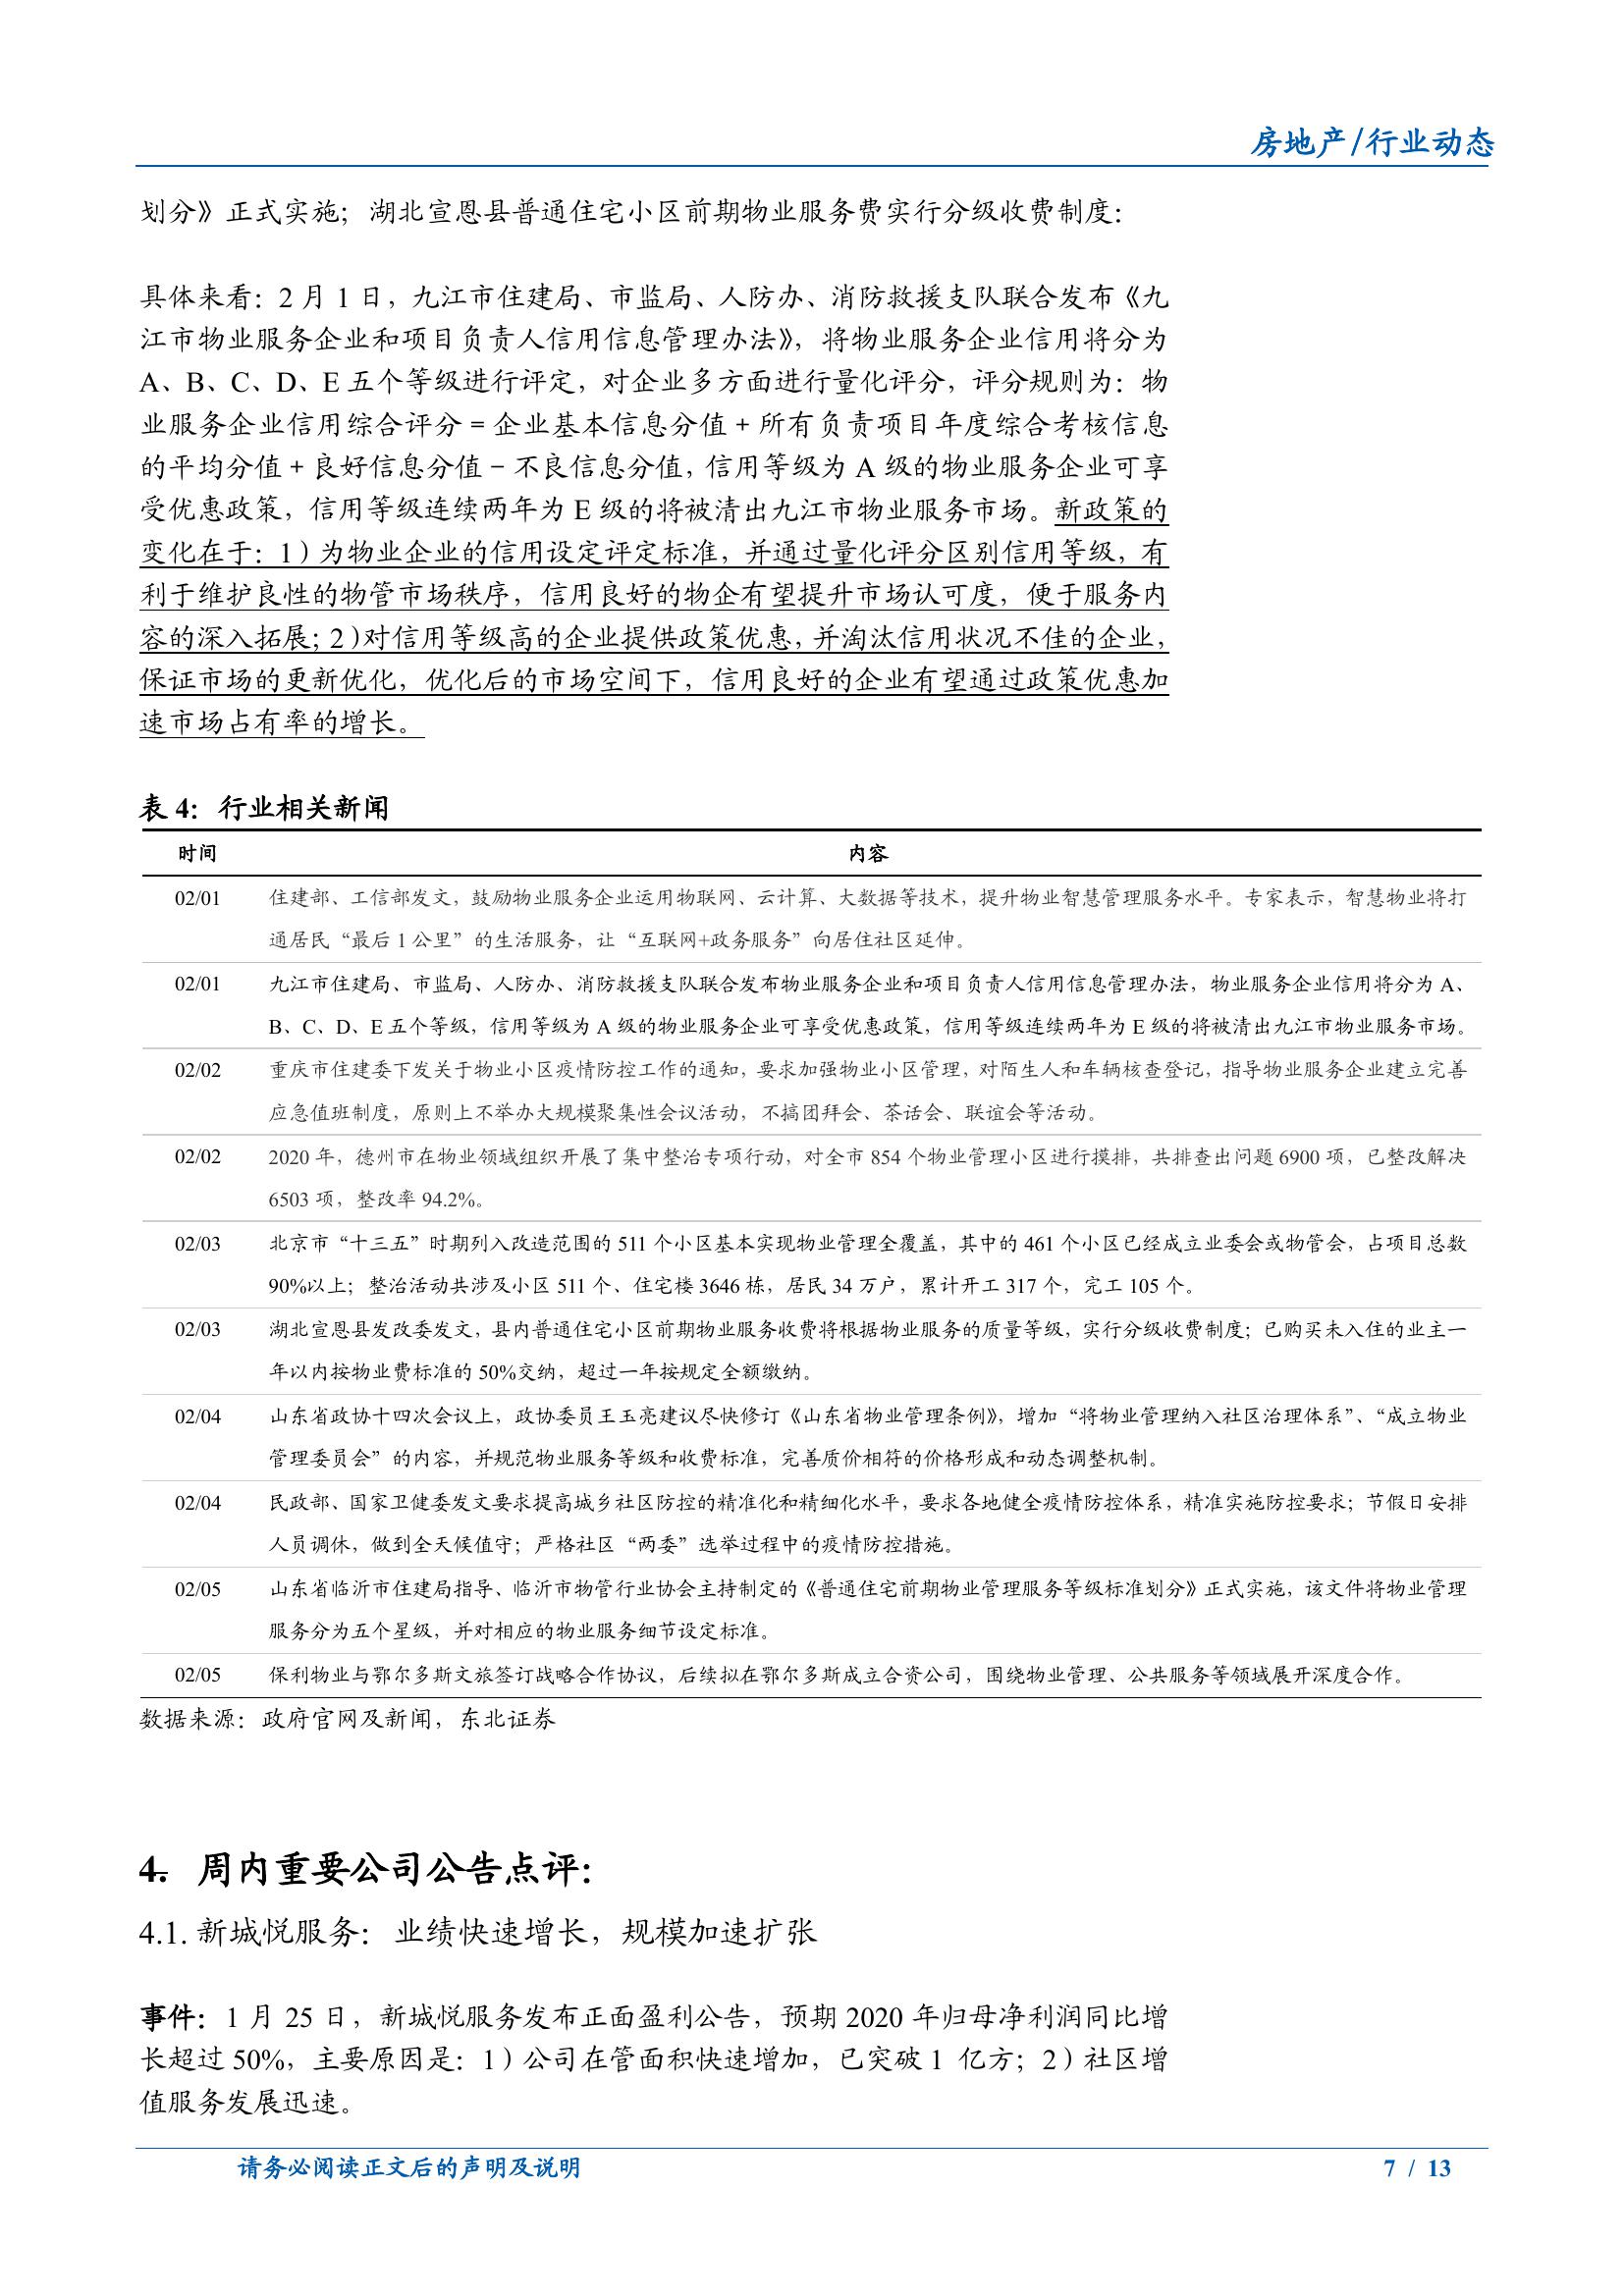 房地产/行业动态
划分》正式实施；湖北宣恩县普通住宅小区前期物业服务费实行分级收费制度：
具体来看：2 月 1 日，九江市住建局、市监局、人防办、消防救援支队联合发布《九
江市物业服务企业和项目负责人信用信息管理办法》，将物业服务企业信用将分为
A、B、C、D、E 五个等级进行评定，对企业多方面进行量化评分，评分规则为：物
业服务企业信用综合评分 = 企业基本信息分值 + 所有负责项目年度综合考核信息
的平均分值 + 良好信息分值 – 不良信息分值，信用等级为 A 级的物业服务企业可享
受优惠政策，信用等级连续两年为 E 级的将被清出九江市物业服务市场。新政策的
变化在于：1）为物业企业的信用设定评定标准，并通过量化评分区别信用等级，有
利于维护良性的物管市场秩序，信用良好的物企有望提升市场认可度，便于服务内
容的深入拓展；2）对信用等级高的企业提供政策优惠，并淘汰信用状况不佳的企业，
保证市场的更新优化，优化后的市场空间下，信用良好的企业有望通过政策优惠加
速市场占有率的增长。
表 4：行业相关新闻
时间 内容
02/01 住建部、工信部发文，鼓励物业服务企业运用物联网、云计算、大数据等技术，提升物业智慧管理服务水平。专家表示，智慧物业将打
通居民“最后 1 公里”的生活服务，让“互联网+政务服务”向居住社区延伸。
02/01 九江市住建局、市监局、人防办、消防救援支队联合发布物业服务企业和项目负责人信用信息管理办法，物业服务企业信用将分为 A、
B、C、D、E 五个等级，信用等级为 A 级的物业服务企业可享受优惠政策，信用等级连续两年为 E 级的将被清出九江市物业服务市场。
02/02 重庆市住建委下发关于物业小区疫情防控工作的通知，要求加强物业小区管理，对陌生人和车辆核查登记，指导物业服务企业建立完善
应急值班制度，原则上不举办大规模聚集性会议活动，不搞团拜会、茶话会、联谊会等活动。
02/02 2020 年，德州市在物业领域组织开展了集中整治专项行动，对全市 854 个物业管理小区进行摸排，共排查出问题 6900 项，已整改解决
6503 项，整改率 94.2%。
02/03 北京市“十三五”时期列入改造范围的 511 个小区基本实现物业管理全覆盖，其中的 461 个小区已经成立业委会或物管会，占项目总数
90%以上；整治活动共涉及小区 511 个、住宅楼 3646 栋，居民 34 万户，累计开工 317 个，完工 105 个。
02/03 湖北宣恩县发改委发文，县内普通住宅小区前期物业服务收费将根据物业服务的质量等级，实行分级收费制度；已购买未入住的业主一
年以内按物业费标准的 50%交纳，超过一年按规定全额缴纳。
02/04 山东省政协十四次会议上，政协委员王玉亮建议尽快修订《山东省物业管理条例》，增加“将物业管理纳入社区治理体系”、“成立物业
管理委员会”的内容，并规范物业服务等级和收费标准，完善质价相符的价格形成和动态调整机制。
02/04 民政部、国家卫健委发文要求提高城乡社区防控的精准化和精细化水平，要求各地健全疫情防控体系，精准实施防控要求；节假日安排
人员调休，做到全天候值守；严格社区“两委”选举过程中的疫情防控措施。
02/05 山东省临沂市住建局指导、临沂市物管行业协会主持制定的《普通住宅前期物业管理服务等级标准划分》正式实施，该文件将物业管理
服务分为五个星级，并对相应的物业服务细节设定标准。
02/05 保利物业与鄂尔多斯文旅签订战略合作协议，后续拟在鄂尔多斯成立合资公司，围绕物业管理、公共服务等领域展开深度合作。
数据来源：政府官网及新闻，东北证券
4. 周内重要公司公告点评：
4.1. 新城悦服务：业绩快速增长，规模加速扩张
事件：1 月 25 日，新城悦服务发布正面盈利公告，预期 2020 年归母净利润同比增
长超过 50%，主要原因是：1）公司在管面积快速增加，已突破 1 亿方；2）社区增
值服务发展迅速。
请务必阅读正文后的声明及说明 7 / 13